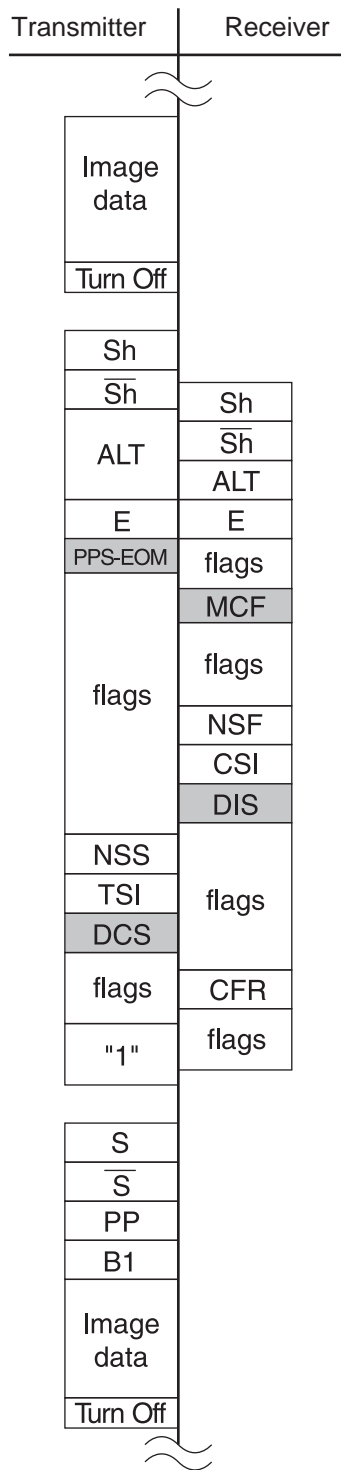 Transmitter Receiver
Image
data
Turn Off
Sh
S̅h̅
ALT
E
PPS-EOM
flags
NSS
TSI
DCS
flags
"1"
Sh
S̅h̅
ALT
E
flags
MCF
flags
NSF
CSI
DIS
flags
CFR
flags
S
S̅
PP
B1
Image
data
Turn Off